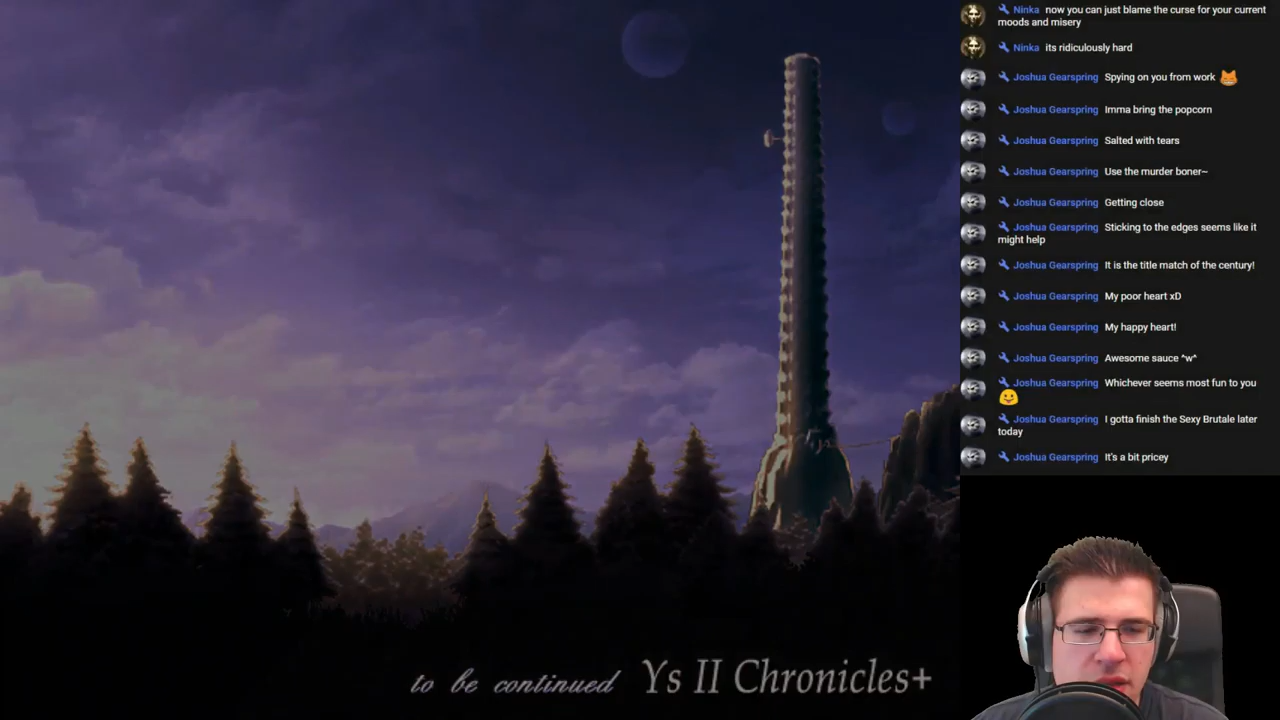 Ninka now you can just blame the curse for your current
moods and misery
Ninka its ridiculously hard
Joshua Gearspring Spying on you from work
Joshua Gearspring Imma bring the popcorn
Joshua Gearspring Salted with tears
Joshua Gearspring Use the murder boner~
Joshua Gearspring Getting close
Joshua Gearspring Sticking to the edges seems like it
might help
Joshua Gearspring It is the title match of the century!
Joshua Gearspring My poor heart xD
Joshua Gearspring My happy heart!
Joshua Gearspring Awesome sauce ^w^
Joshua Gearspring Whichever seems most fun to you
Joshua Gearspring I gotta finish the Sexy Brutale later
today
Joshua Gearspring It's a bit pricey
to be continued Ys II Chronicles+